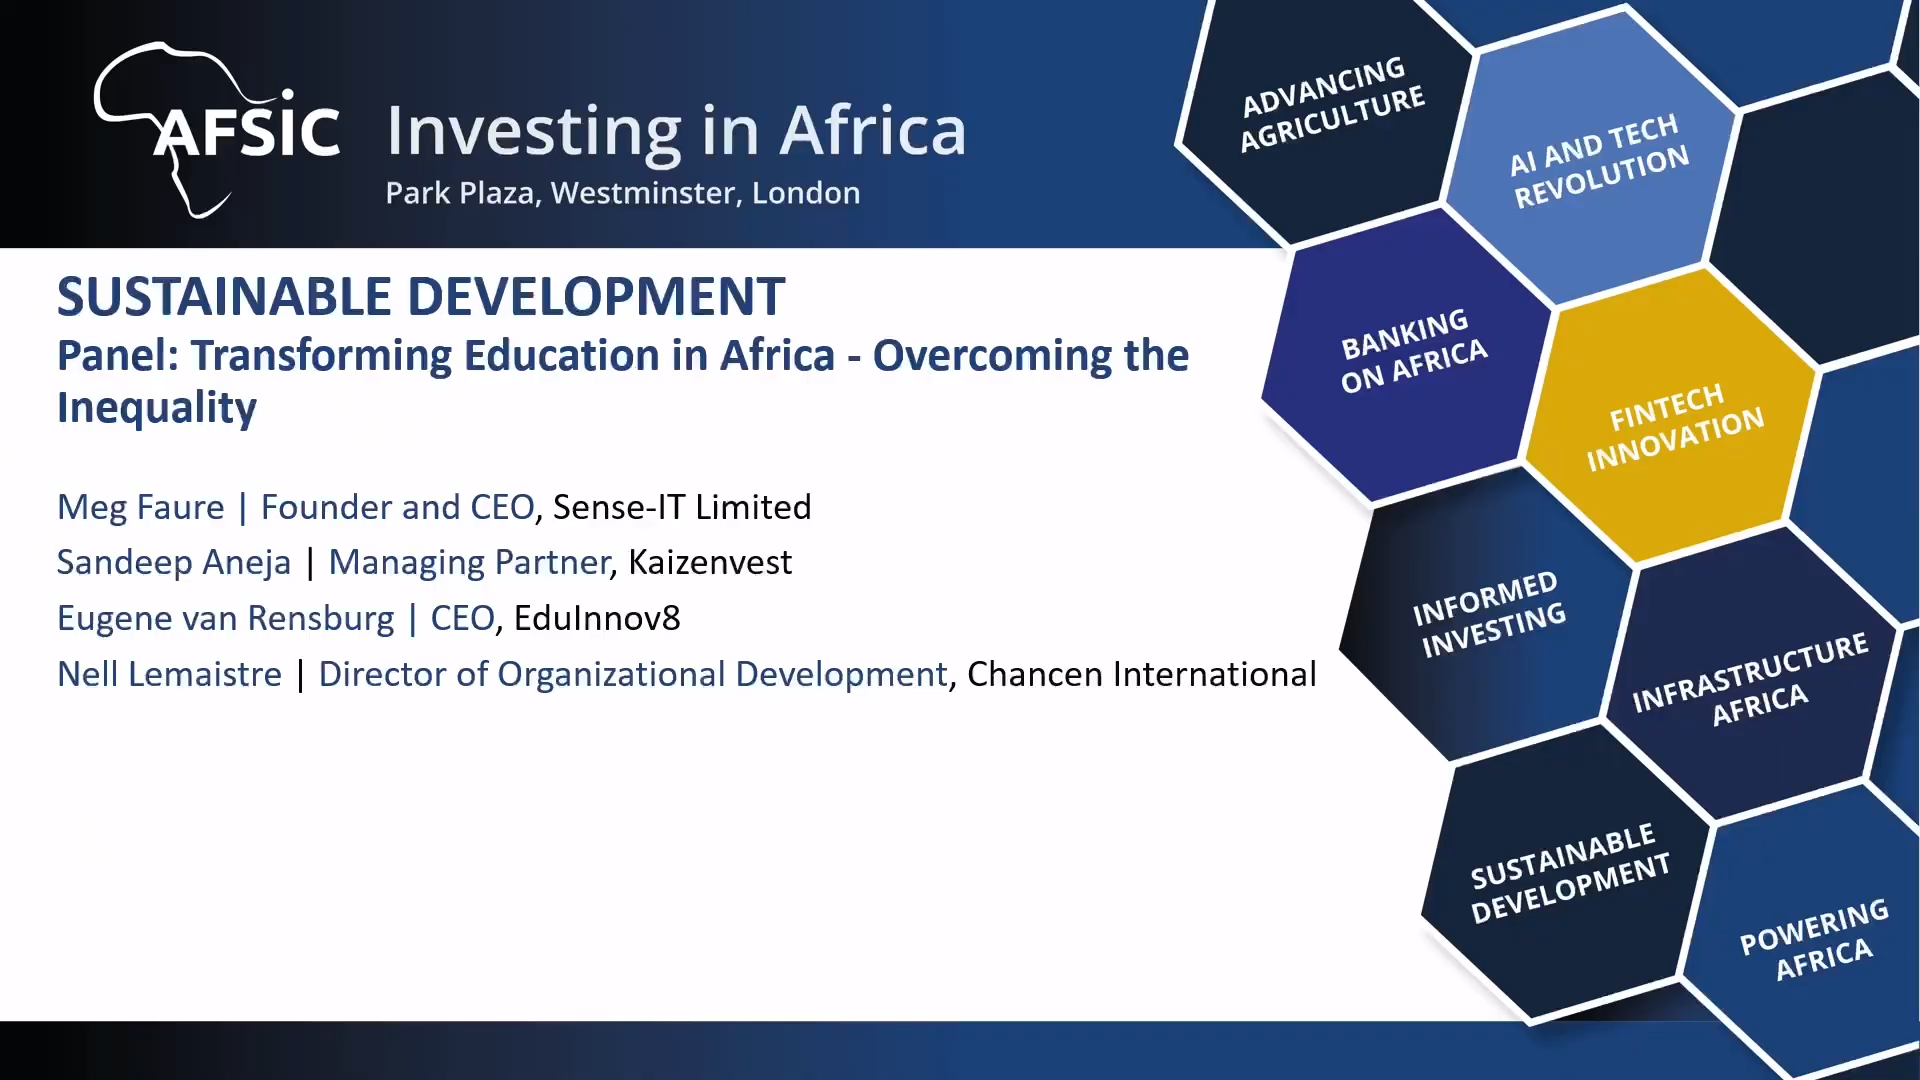 AFSIC
Investing in Africa
Park Plaza, Westminster, London
SUSTAINABLE DEVELOPMENT
Panel: Transforming Education in Africa - Overcoming the
Inequality
Meg Faure | Founder and CEO, Sense-IT Limited
Sandeep Aneja | Managing Partner, Kaizenvest
Eugene van Rensburg | CEO, EduInnov8
Nell Lemaistre | Director of Organizational Development, Chancen International
ADVANCING
AGRICULTURE
AI AND TECH
REVOLUTION
BANKING
ON AFRICA
FINTECH
INNOVATION
INFORMED
INVESTING
INFRASTRUCTURE
AFRICA
SUSTAINABLE
DEVELOPMENT
POWERING
AFRICA